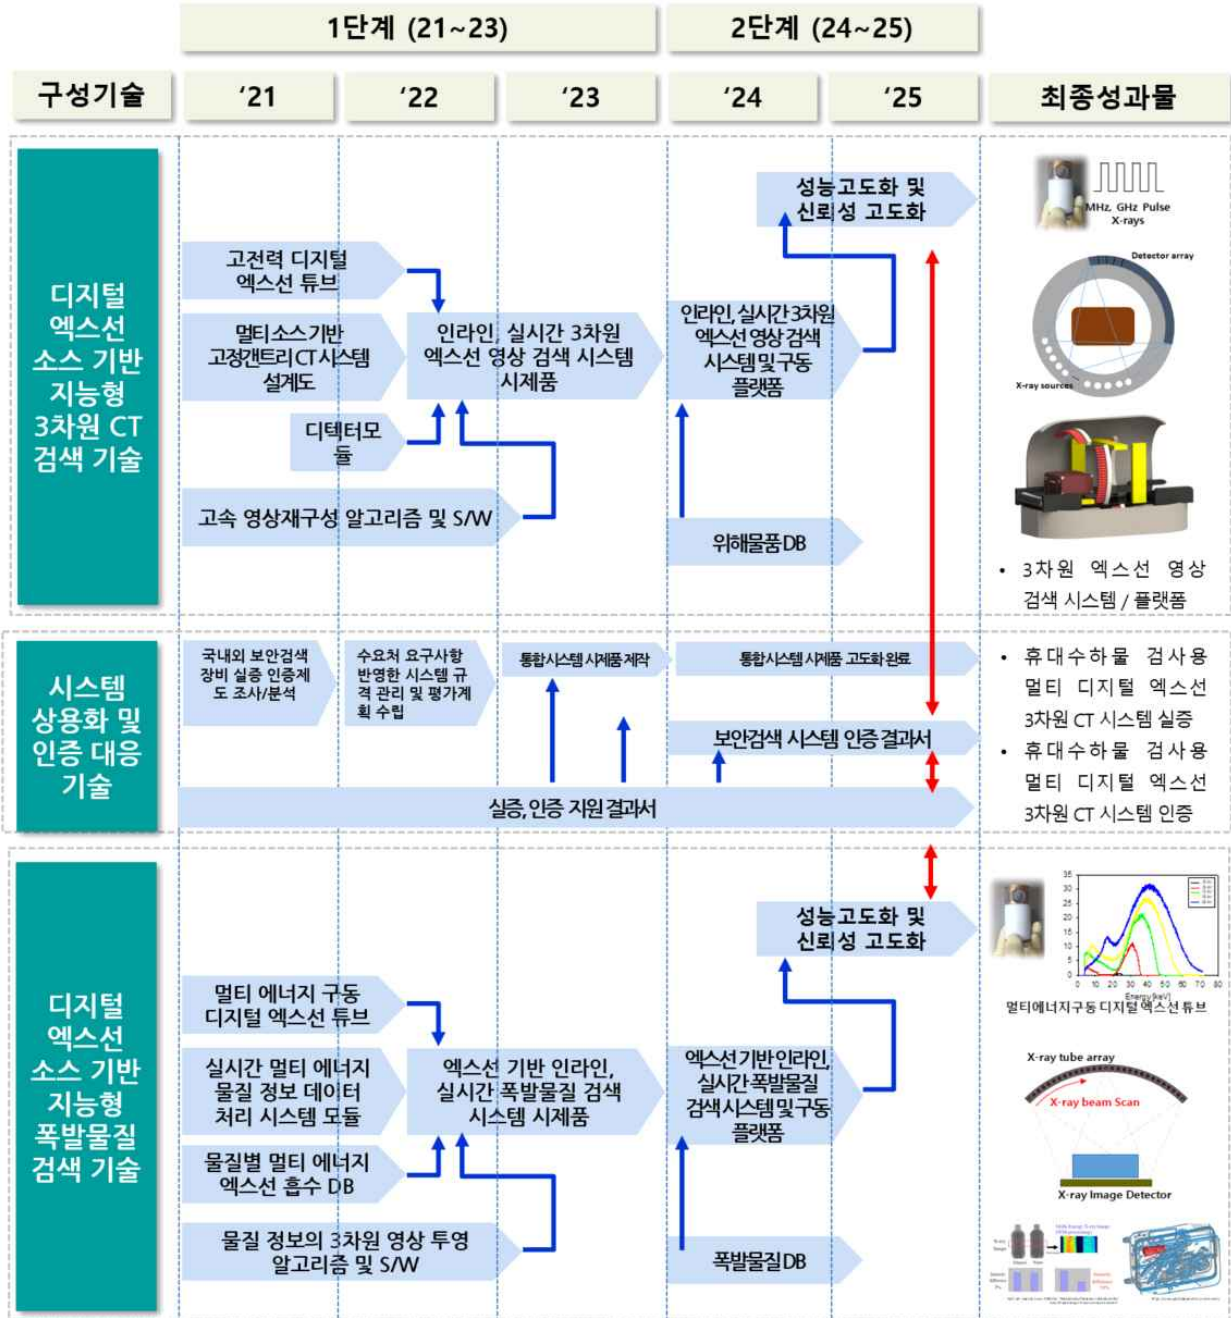 1단계 (21~23)
2단계 (24~25)
구성기술
‘21
‘22
‘23
‘24
‘25
최종성과물
디지털
엑스선
소스 기반
지능형
3차원 CT
검색 기술
고전력 디지털
엑스선 튜브
멀티 소스 기반
고정갠트리 CT 시스템
설계도
디텍터모
듈
고속 영상재구성 알고리즘 및 S/W
인라인, 실시간 3차원
엑스선 영상 검색 시스템
시제품
인라인, 실시간 3차원
엑스선 영상 검색
시스템 및 구동
플랫폼
위해물품 DB
성능고도화 및
신뢰성 고도화
MHz, GHz Pulse
X-rays
Detector array
X-ray sources
• 3차원 엑스선 영상
검색 시스템 / 플랫폼
시스템
상용화 및
인증 대응
기술
국내외 보안검색
장비 실증 인증제
도 조사/분석
수요처 요구사항
반영한 시스템 규
격 관리 및 평가계
획 수립
통합시스템 시제품 제작
통합시스템 시제품 고도화 완료
보안검색 시스템 인증 결과서
실증, 인증 지원 결과서
• 휴대수하물 검사용
멀티 디지털 엑스선
3차원 CT 시스템 실증
• 휴대수하물 검사용
멀티 디지털 엑스선
3차원 CT 시스템 인증
디지털
엑스선
소스 기반
지능형
폭발물질
검색 기술
멀티 에너지 구동
디지털 엑스선 튜브
실시간 멀티 에너지
물질 정보 데이터
처리 시스템 모듈
물질별 멀티 에너지
엑스선 흡수 DB
물질 정보의 3차원 영상 투영
알고리즘 및 S/W
엑스선 기반 인라인,
실시간 폭발물질 검색
시스템 시제품
엑스선 기반 인라인,
실시간 폭발물질
검색 시스템 및 구동
플랫폼
폭발물질 DB
성능고도화 및
신뢰성 고도화
35
30
25
20
15
10
5
0
0 10 20 30 40 50 60 70 80
Energy [keV]
멀티에너지구동 디지털 엑스선 튜브
X-ray tube array
X-ray beam Scan
X-ray Image Detector